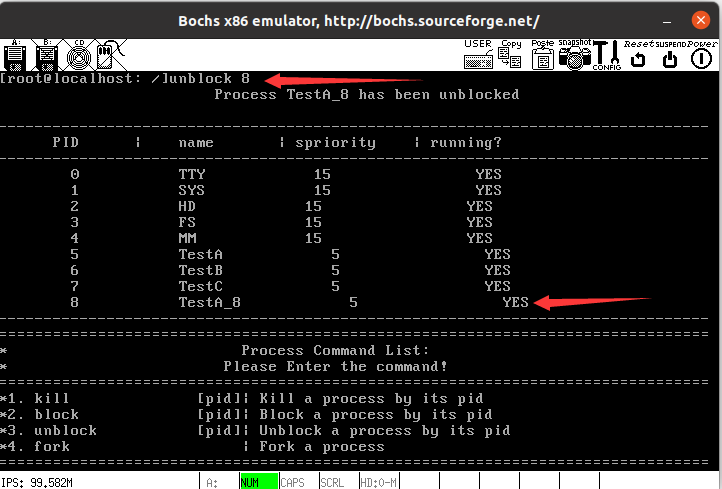 Bochs x86 emulator, http://bochs.sourceforge.net/
A: B: CD USER Copy Paste snapshot CONFIG Reset SUSPEND Power
[root@localhost: /]unblock 8
Process TestA_8 has been unblocked
PID | name | spriority | running?
0 TTY 15 YES
1 SYS 15 YES
2 HD 15 YES
3 FS 15 YES
4 MM 15 YES
5 TestA 5 YES
6 TestB 5 YES
7 TestC 5 YES
8 TestA_8 5 YES
* Process Command List:
* Please Enter the command!
*1. kill [pid]| Kill a process by its pid
*2. block [pid]| Block a process by its pid
*3. unblock [pid]| Unblock a process by its pid
*4. fork | Fork a process
IPS: 99.582M A: NUM CAPS SCRL HD:0-M